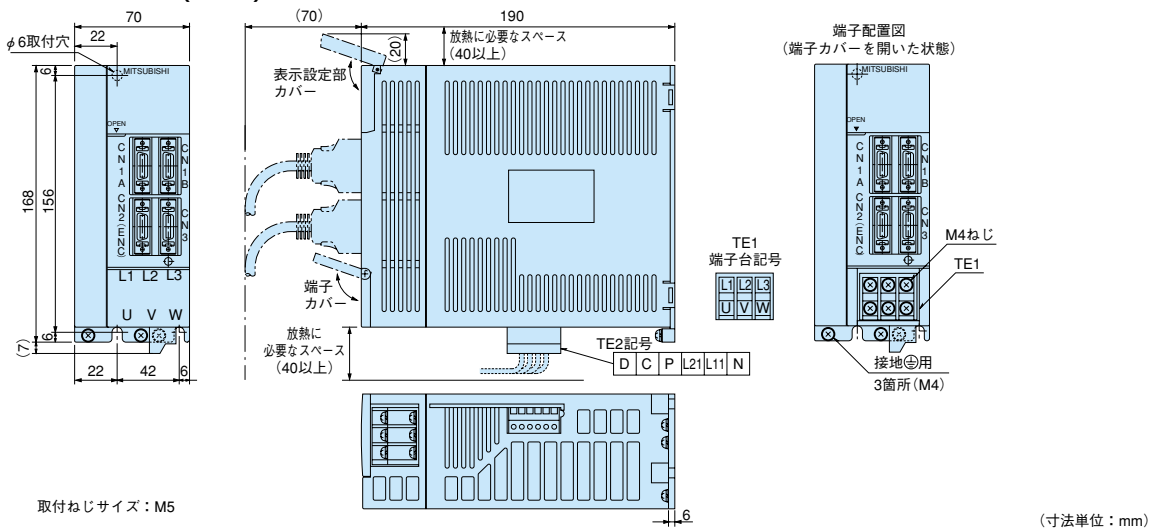 70
22
φ6取付穴
6
MITSUBISHI
OPEN
CN1A
CN1B
CN2(ENC)
CN3
168
156
L1 L2 L3
U V W
6
(7)
22
42
6
(70)
190
(20)
放熱に必要なスペース
(40以上)
表示設定部
カバー
端子
カバー
放熱に
必要なスペース
(40以上)
TE2記号
D C P L21 L11 N
TE1
端子台記号
L1 L2 L3
U V W
端子配置図
(端子カバーを開いた状態)
MITSUBISHI
OPEN
CN1A
CN1B
CN2(ENC)
CN3
M4ねじ
TE1
接地⏚用
3箇所(M4)
6
取付ねじサイズ:M5
(寸法単位:mm)